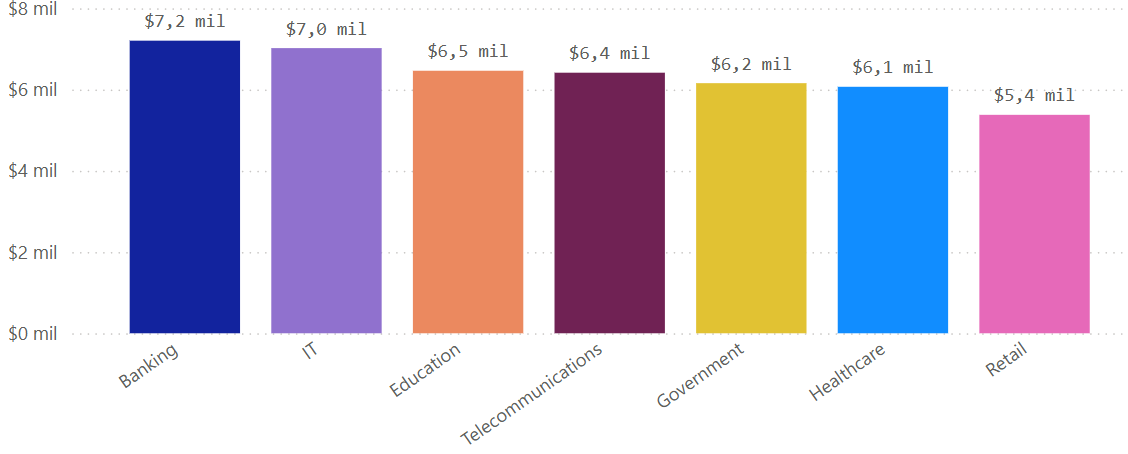 $8 mil
$6 mil
$4 mil
$2 mil
$0 mil
$7,2 mil
$7,0 mil
$6,5 mil
$6,4 mil
$6,2 mil
$6,1 mil
$5,4 mil
Banking
IT
Education
Telecommunications
Government
Healthcare
Retail